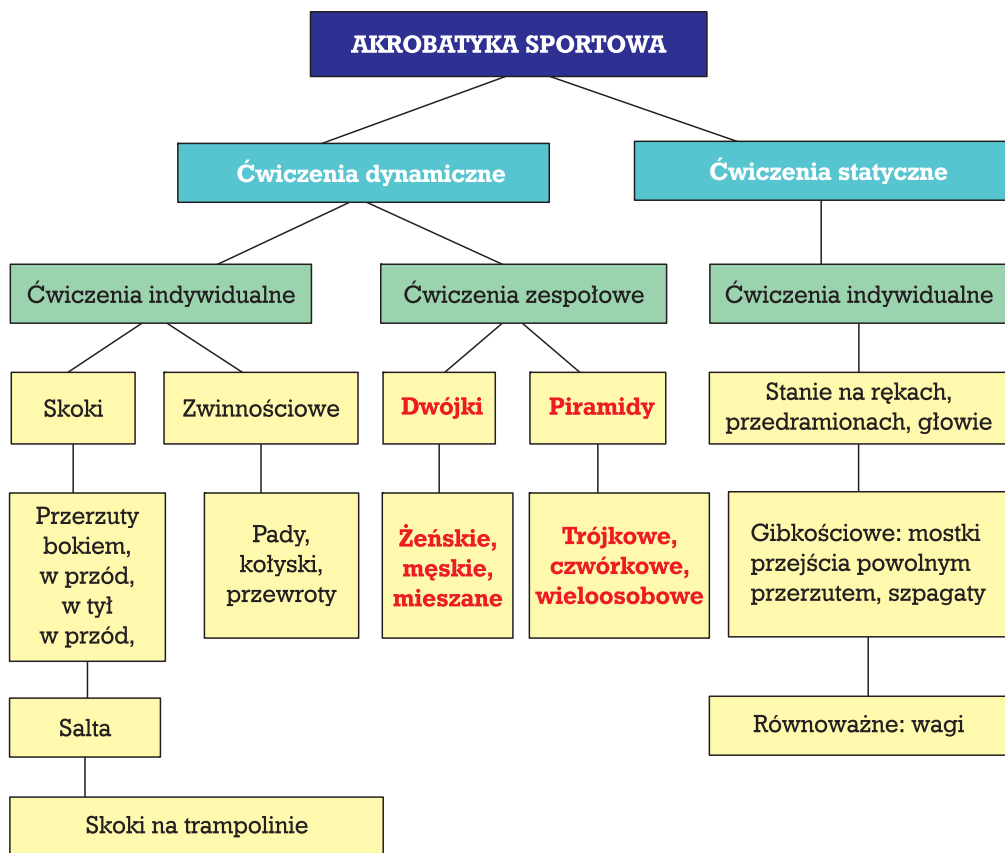 AKROBATYKA SPORTOWA
Ćwiczenia dynamiczne
Ćwiczenia statyczne
Ćwiczenia indywidualne
Ćwiczenia zespołowe
Ćwiczenia indywidualne
Skoki
Zwinnościowe
Dwójki
Piramidy
Stanie na rękach,
przedramionach, głowie
Przerzuty
bokiem,
w przód,
w tył
w przód,
Pady,
kołyski,
przewroty
Żeńskie,
męskie,
mieszane
Trójkowe,
czwórkowe,
wieloosobowe
Gibkościowe: mostki
przejścia powolnym
przerzutem, szpagaty
Salta
Równoważne: wagi
Skoki na trampolinie